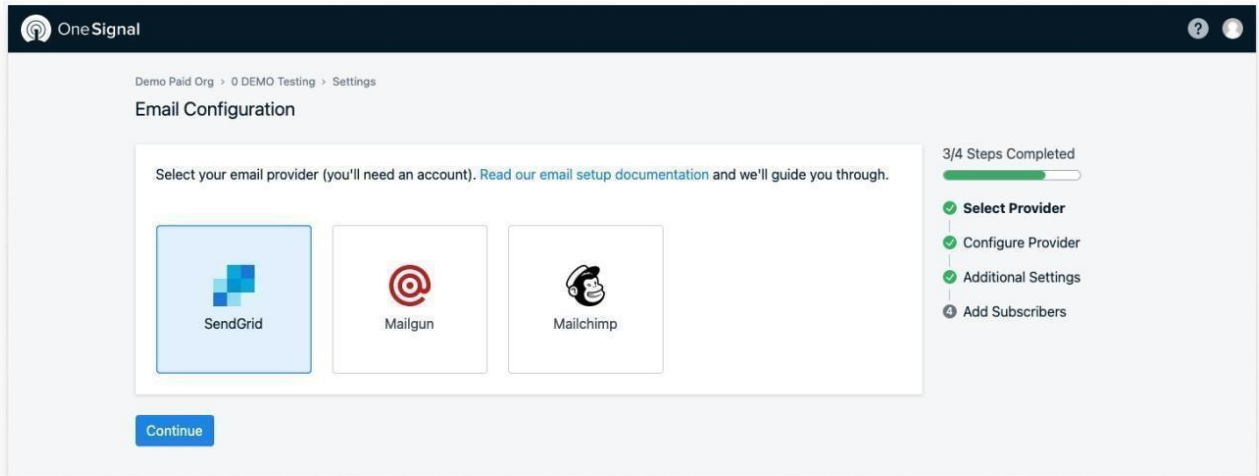 OneSignal
?
Demo Paid Org > 0 DEMO Testing > Settings
Email Configuration
Select your email provider (you'll need an account). Read our email setup documentation and we'll guide you through.
SendGrid
Mailgun
Mailchimp
Continue
3/4 Steps Completed
Select Provider
Configure Provider
Additional Settings
4 Add Subscribers